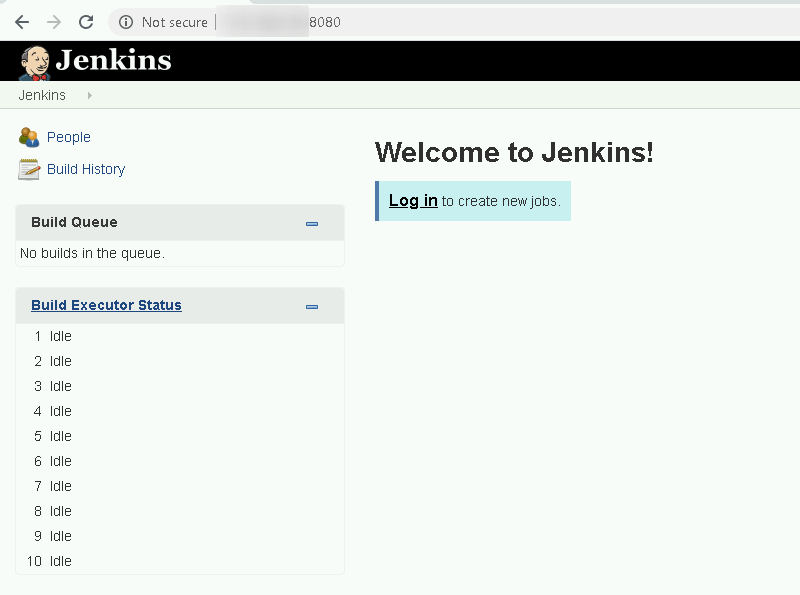 Not secure | 8080
Jenkins
Jenkins
People
Build History
Welcome to Jenkins!
Log in to create new jobs.
Build Queue
No builds in the queue.
Build Executor Status
1 Idle
2 Idle
3 Idle
4 Idle
5 Idle
6 Idle
7 Idle
8 Idle
9 Idle
10 Idle